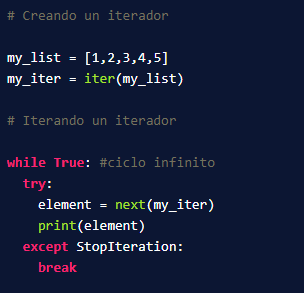 # Creando un iterador
my_list = [1,2,3,4,5]
my_iter = iter(my_list)
# Iterando un iterador
while True: #ciclo infinito
try:
element = next(my_iter)
print(element)
except StopIteration:
break